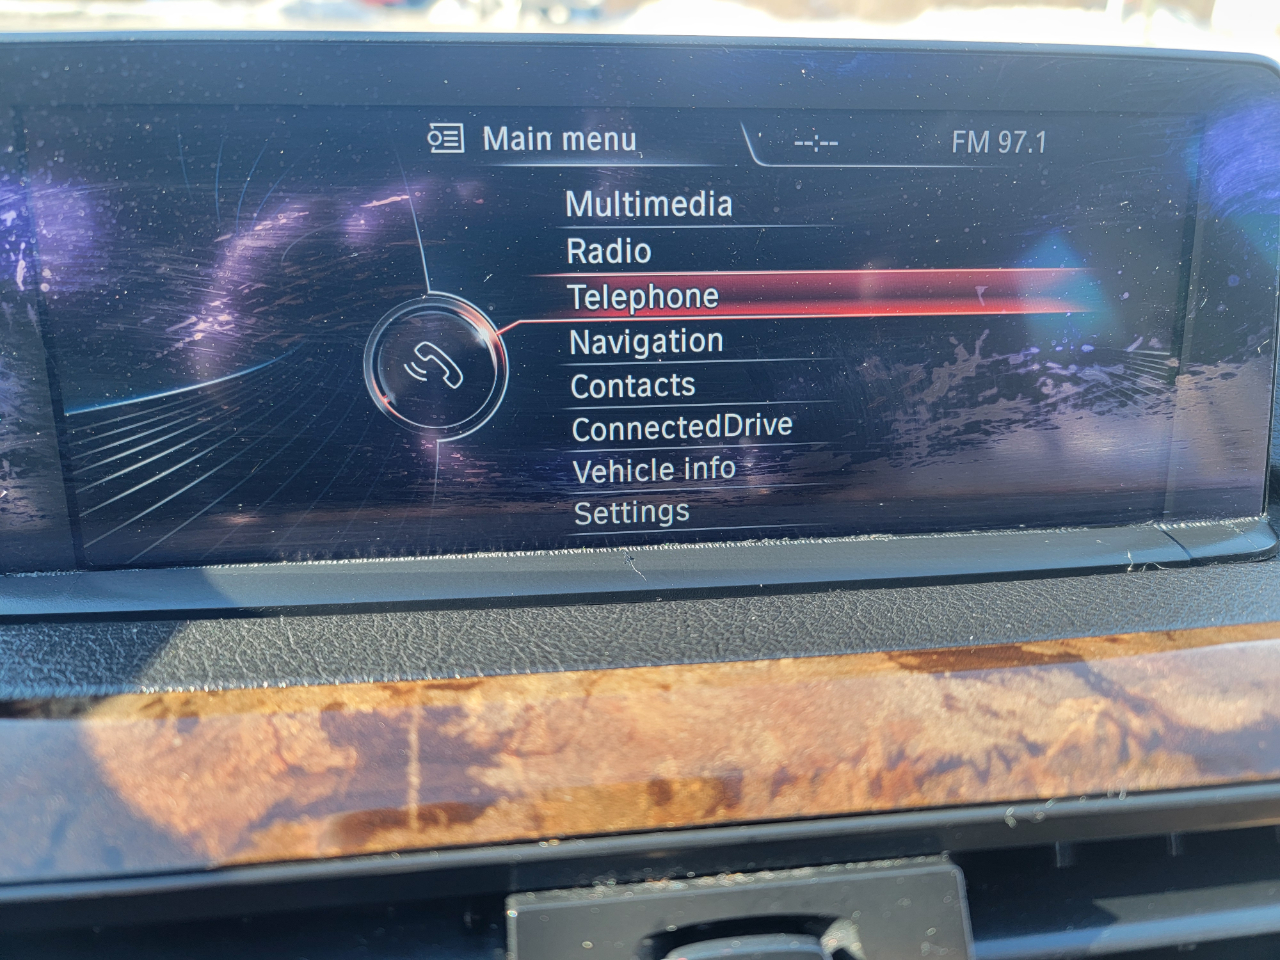 Main menu --:-- FM 97.1
Multimedia
Radio
Telephone
Navigation
Contacts
ConnectedDrive
Vehicle info
Settings